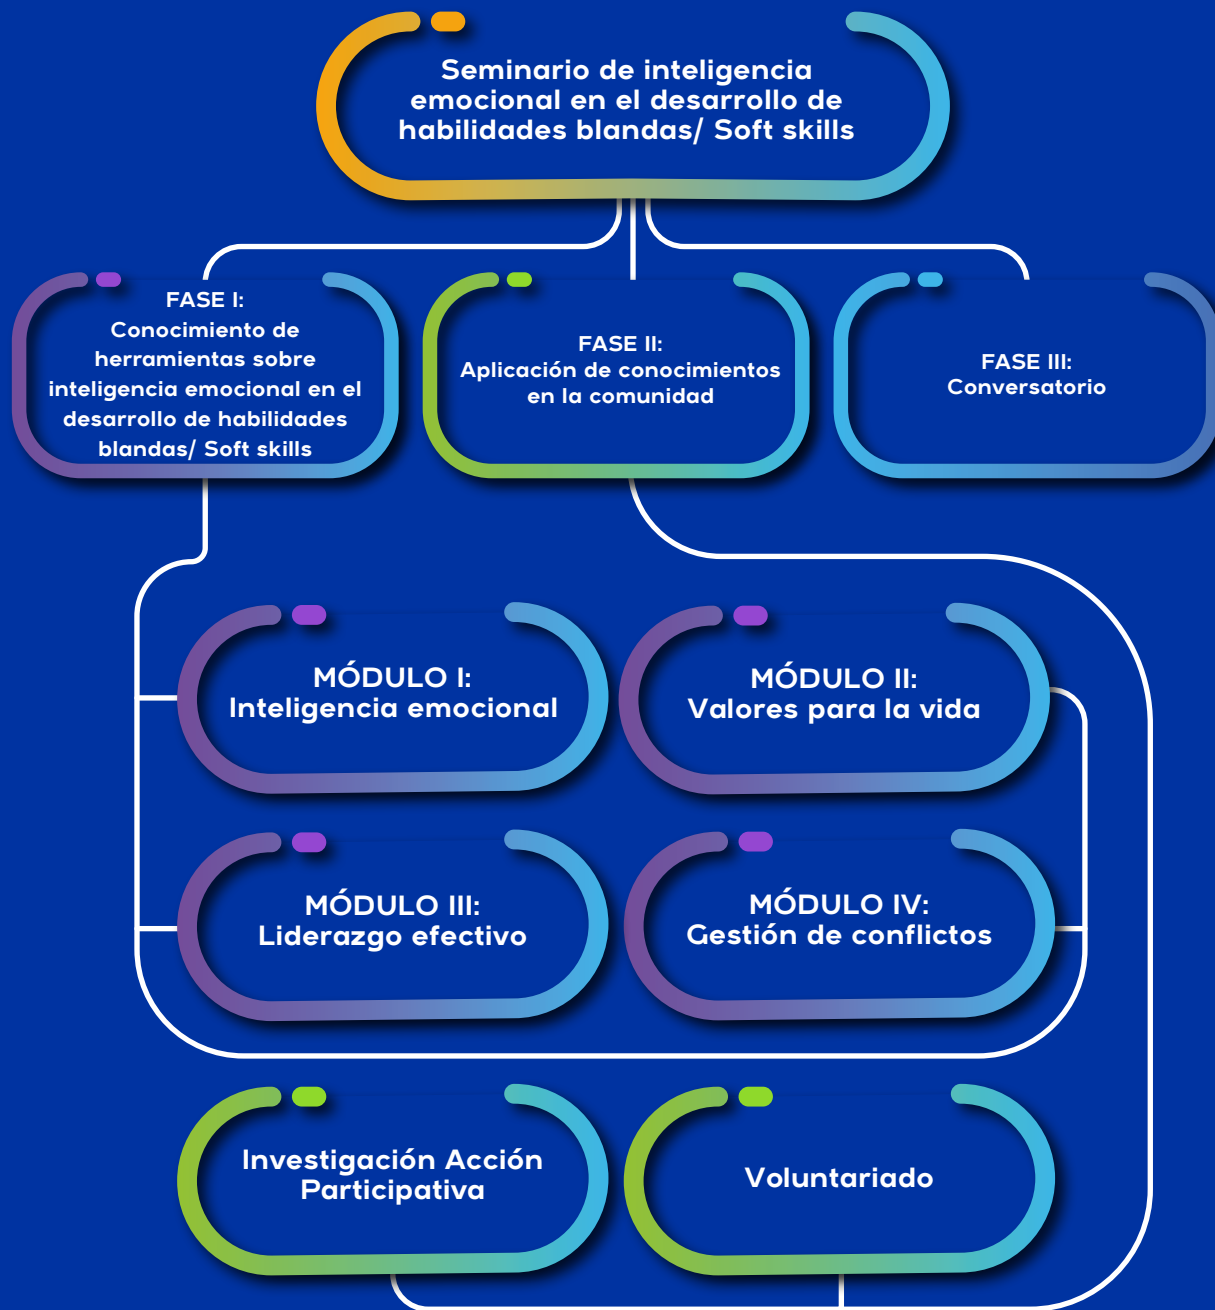 Seminario de inteligencia
emocional en el desarrollo de
habilidades blandas/ Soft skills
FASE I:
Conocimiento de
herramientas sobre
inteligencia emocional en el
desarrollo de habilidades
blandas/ Soft skills
FASE II:
Aplicación de conocimientos
en la comunidad
FASE III:
Conversatorio
MÓDULO I:
Inteligencia emocional
MÓDULO II:
Valores para la vida
MÓDULO III:
Liderazgo efectivo
MÓDULO IV:
Gestión de conflictos
Investigación Acción
Participativa
Voluntariado